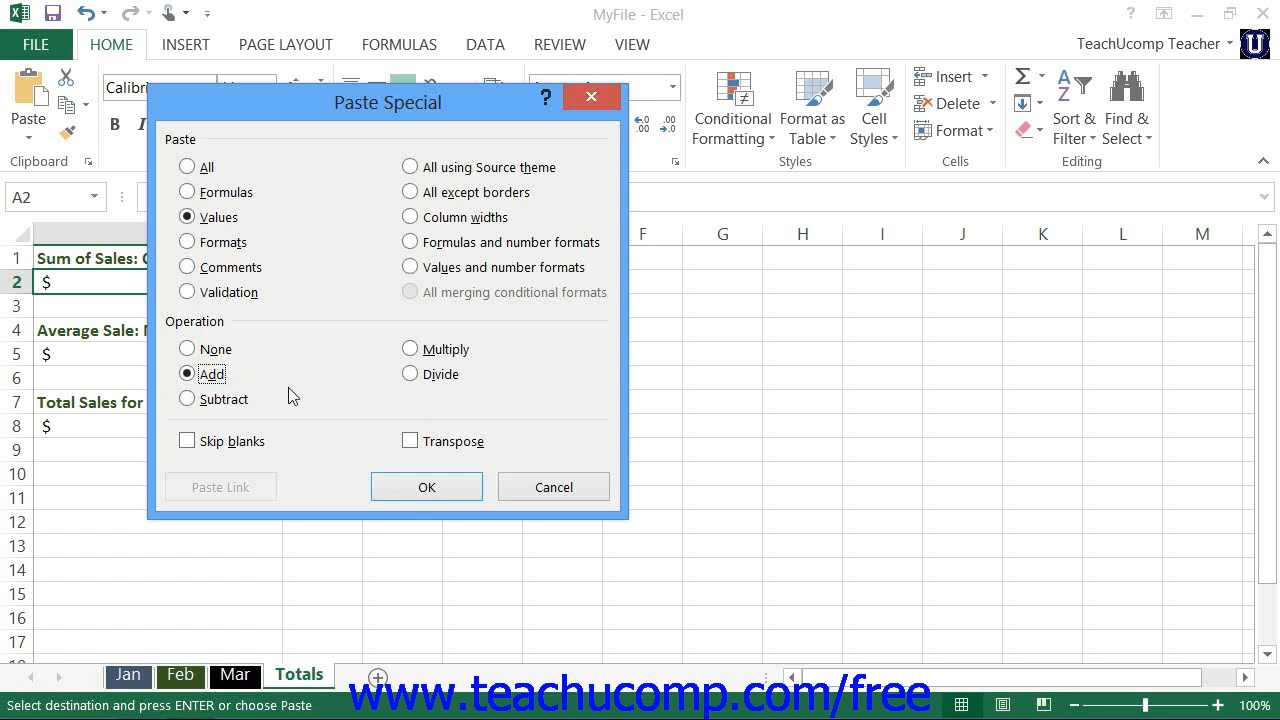 MyFile - Excel
?
FILE HOME INSERT PAGE LAYOUT FORMULAS DATA REVIEW VIEW TeachUcomp Teacher U
Paste
Clipboard
Calibri
B I
.00
Conditional Formatting
Format as Table
Cell Styles
Styles
Insert
Delete
Format
Cells
Sort & Filter
Find & Select
Editing
A2
F G H I J K L M
1 Sum of Sales:
2 $
3
4 Average Sale:
5 $
6
7 Total Sales for
8 $
9
10
11
12
13
14
15
16
17
Paste Special ?
Paste
All
Formulas
Values
Formats
Comments
Validation
All using Source theme
All except borders
Column widths
Formulas and number formats
Values and number formats
All merging conditional formats
Operation
None
Add
Subtract
Multiply
Divide
Skip blanks
Transpose
Paste Link OK Cancel
Jan Feb Mar Totals
www.teachucomp.com/free
Select destination and press ENTER or choose Paste 100%